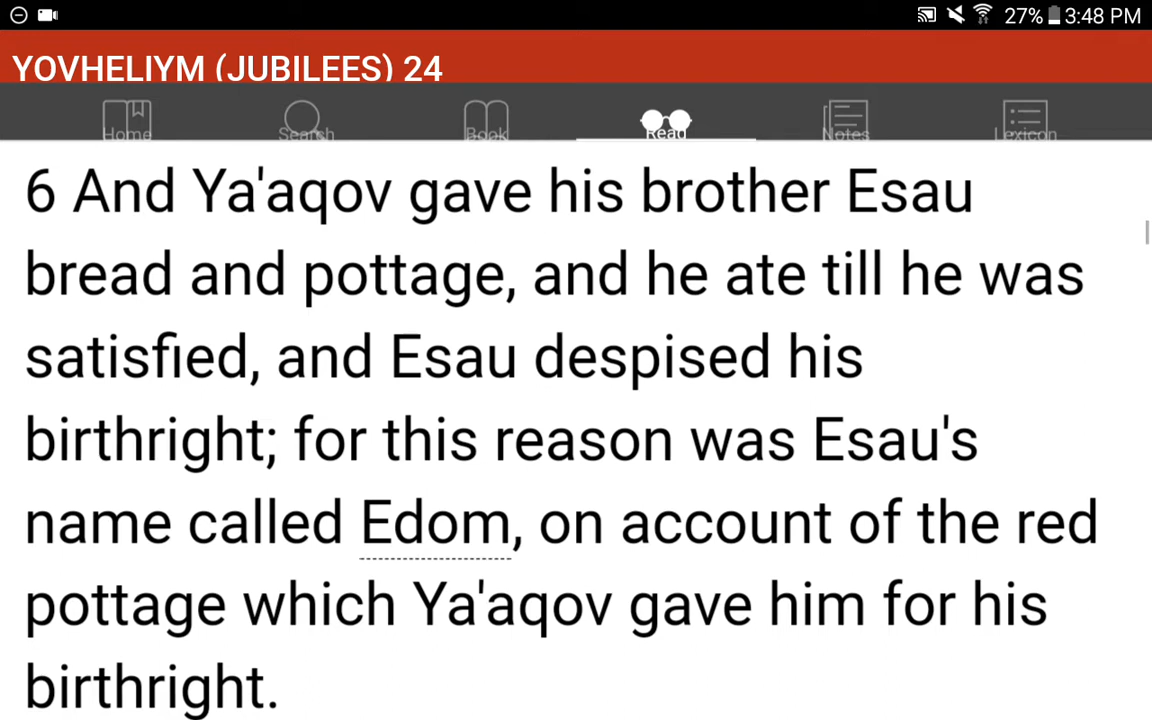 27% 3:48 PM
YOVHELIYM (JUBILEES) 24
Home Search Book Read Notes Lexicon
6 And Ya'aqov gave his brother Esau
bread and pottage, and he ate till he was
satisfied, and Esau despised his
birthright; for this reason was Esau's
name called Edom, on account of the red
pottage which Ya'aqov gave him for his
birthright.